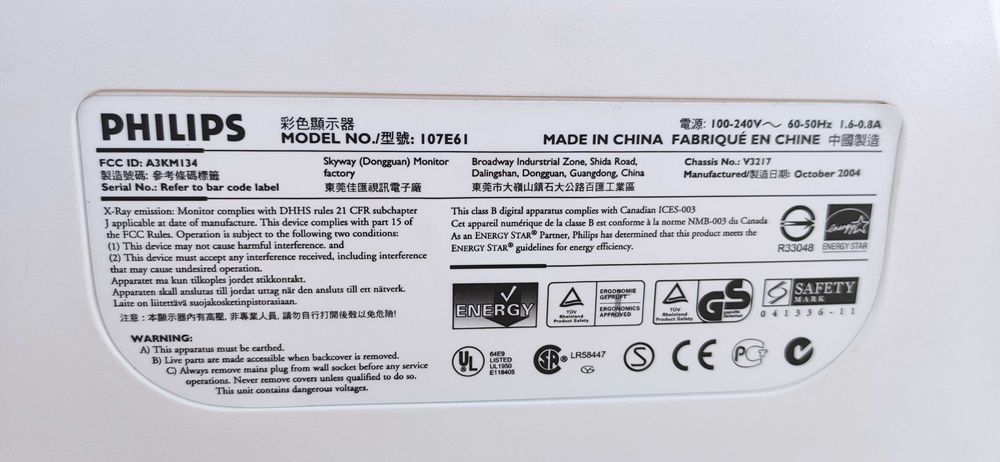 PHILIPS
彩色顯示器
MODEL NO./型號: 107E61
電源: 100-240V～ 60-50Hz 1.6-0.8A
MADE IN CHINA FABRIQUÉ EN CHINE 中國製造
FCC ID: A3KM134
製造號碼: 參考條碼標籤
Serial No.: Refer to bar code label
Skyway (Dongguan) Monitor
factory
東莞佳匯視訊電子廠
Broadway Indurstrial Zone, Shida Road,
Dalingshan, Dongguan, Guangdong, China
東莞市大嶺山鎮石大公路百匯工業區
Chassis No.: V3217
Manufactured/製造日期: October 2004
X-Ray emission: Monitor complies with DHHS rules 21 CFR subchapter
J applicable at date of manufacture. This device complies with part 15 of
the FCC Rules. Operation is subject to the following two conditions:
(1) This device may not cause harmful interference. and
(2) This device must accept any interference received, including interference
that may cause undesired operation.
Apparatet ma kun tilkoples jordet stikkontakt.
Apparaten skall anslutas till jordat uttag när den ansluts till ett nätverk.
Laite on liitettävä suojakosketinpistorasiaan.
注意：本顯示器內有高壓, 非專業人員, 請勿自行打開後殼以免危險!
WARNING:
A) This apparatus must be earthed.
B) Live parts are made accessible when backcover is removed.
C) Always remove mains plug from wall socket before any service
operations. Never remove covers unless qualified to do so.
This unit contains dangerous voltages.
This class B digital apparatus complies with Canadian ICES-003
Cet appareil numérique de la classe B est conforme à la norme NMB-003 du Canada
As an ENERGY STAR® Partner, Philips has determined that this product meets the
ENERGY STAR® guidelines for energy efficiency.
R33048
energy
ENERGY STAR
ENERGY
TÜV
Rheinland
Product Safety
ERGONOMIE
GEPRÜFT
ERGONOMICS
APPROVED
TÜV
Rheinland
Product Safety
GS
geprüfte
Sicherheit
S SAFETY
MARK
041336-11
UL
64E9
LISTED
UL1950
E118405
SA® LR58447
S
CE
PCT